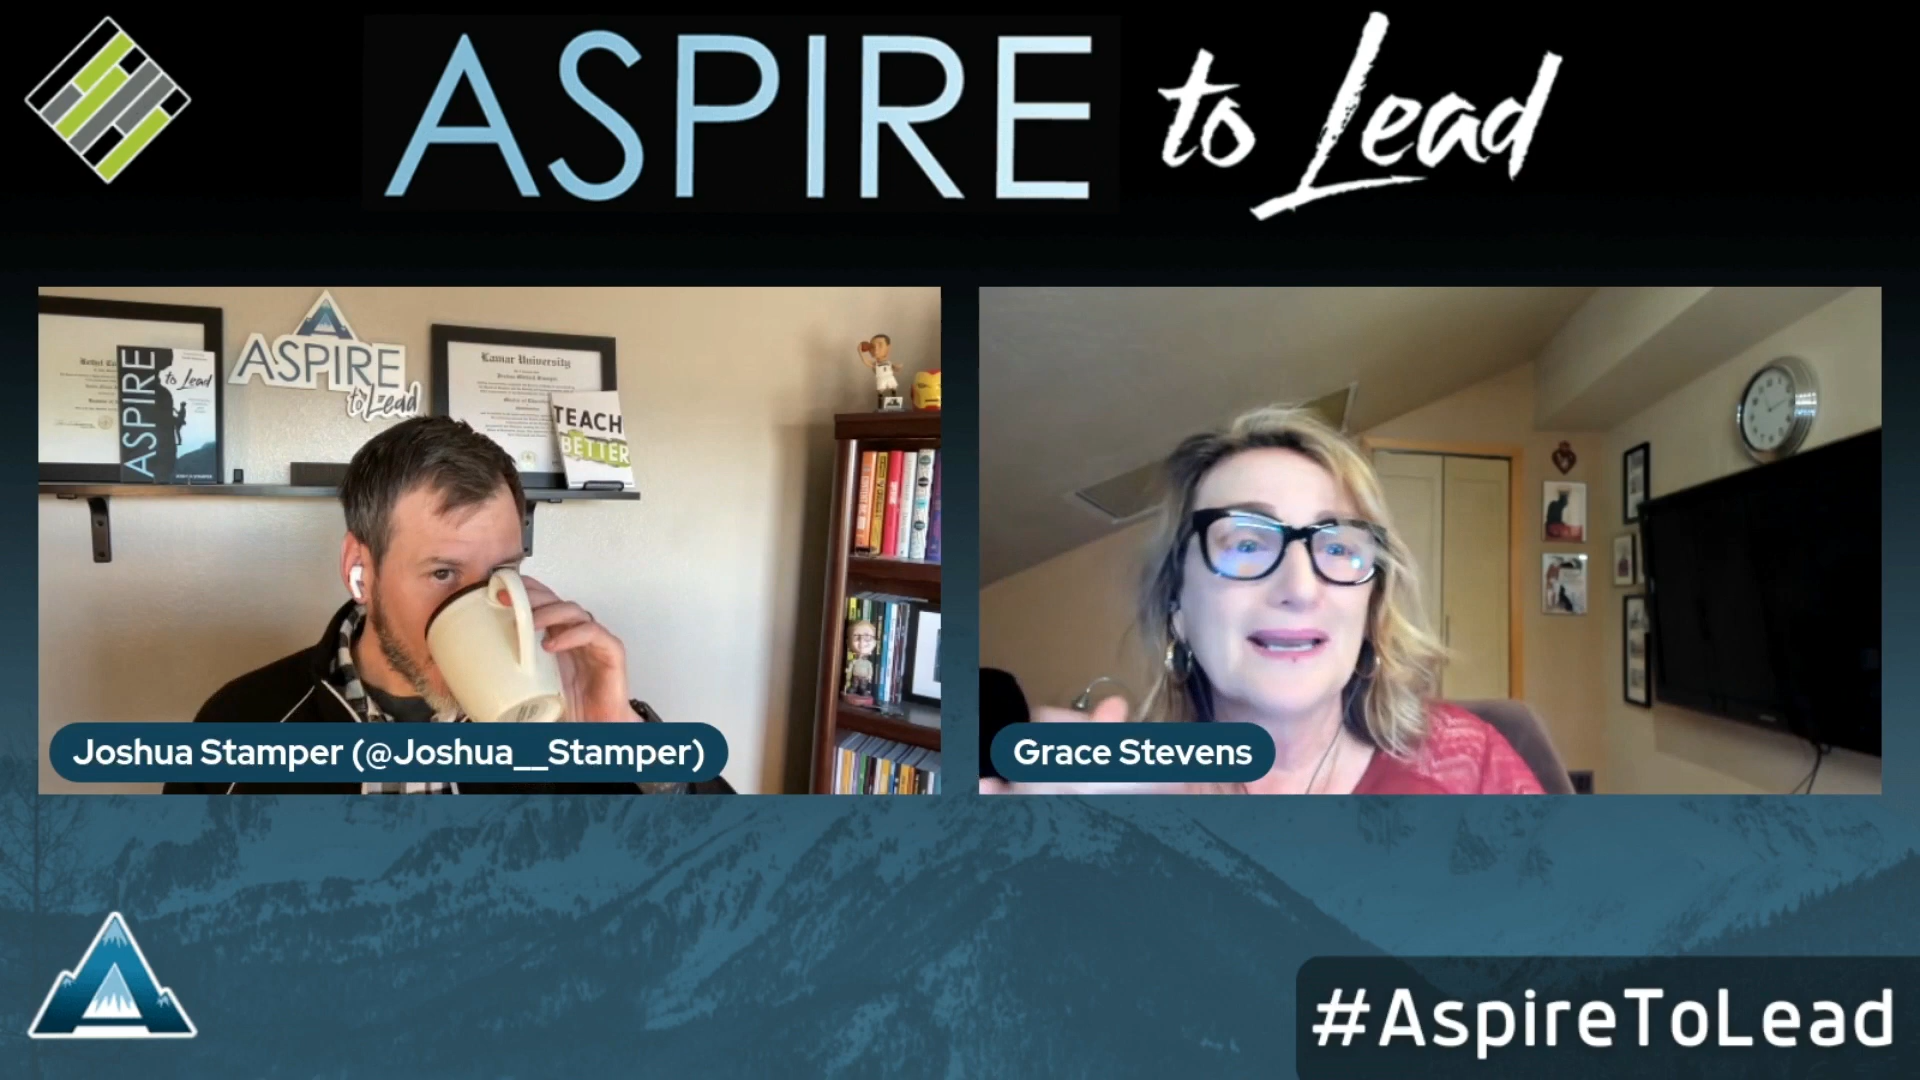 ASPIRE to Lead
ASPIRE
to Lead
ASPIRE
to Lead
Lamar University
TEACH
BETTER
Joshua Stamper (@Joshua__Stamper)
Grace Stevens
#AspireToLead